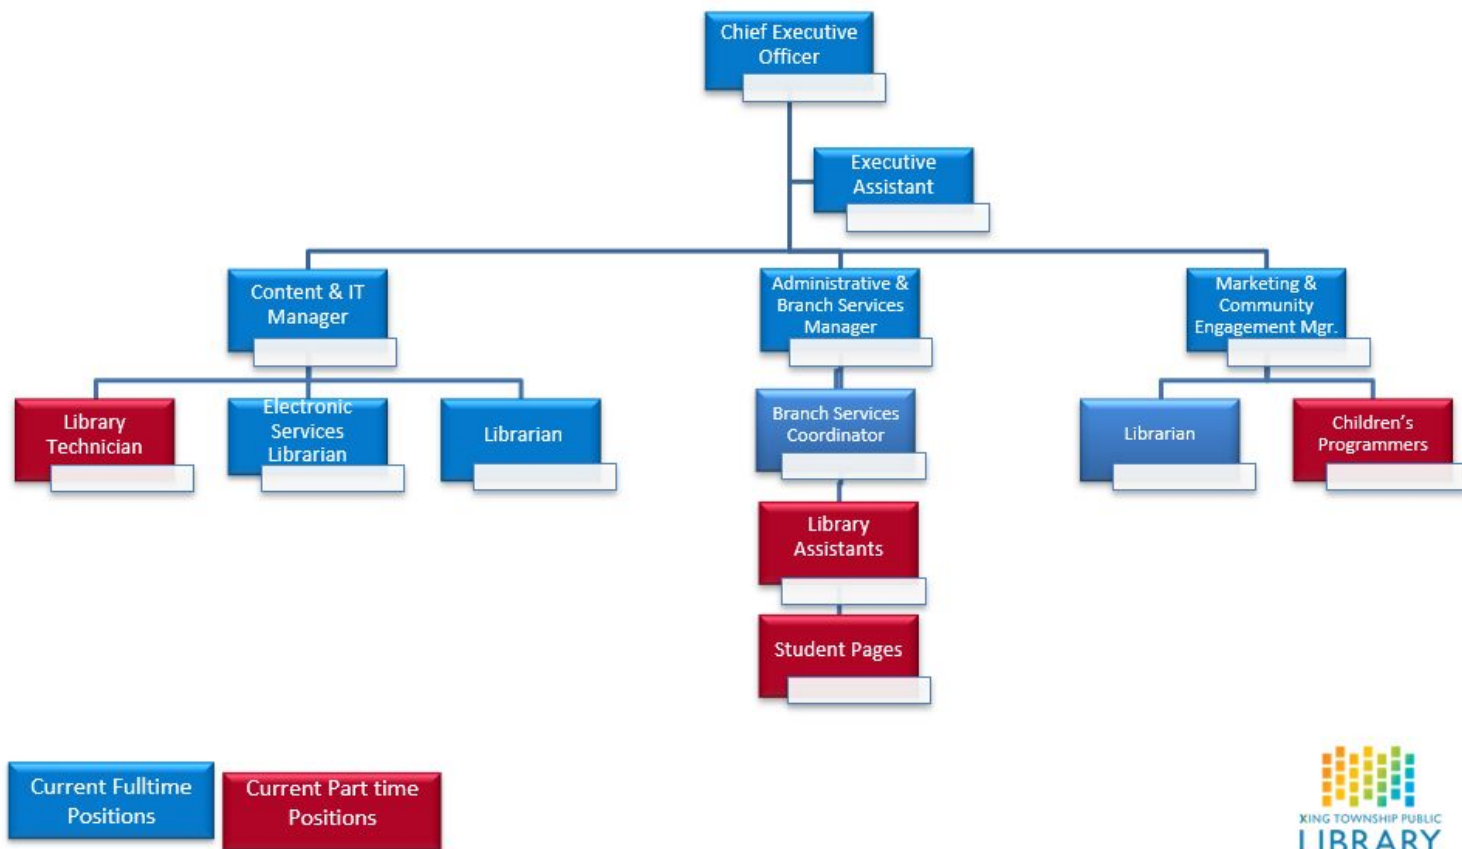 Chief Executive
Officer
Executive
Assistant
Content & IT
Manager
Administrative &
Branch Services
Manager
Marketing &
Community
Engagement Mgr.
Library
Technician
Electronic
Services
Librarian
Librarian
Branch Services
Coordinator
Librarian
Children's
Programmers
Library
Assistants
Student Pages
Current Fulltime
Positions
Current Part time
Positions
KING TOWNSHIP PUBLIC
LIBRARY